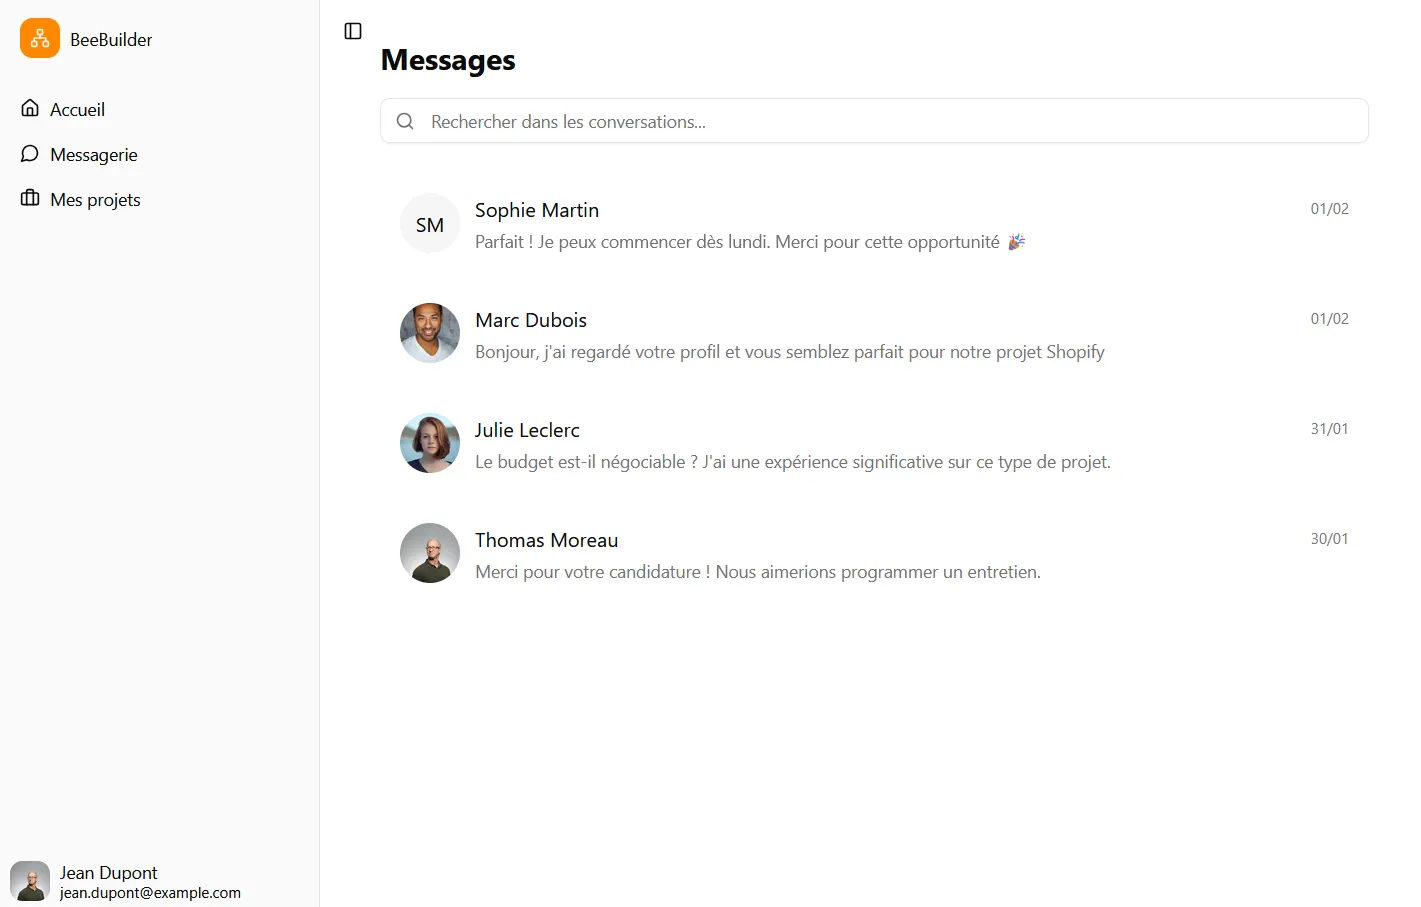 BeeBuilder
Accueil
Messagerie
Mes projets
Messages
Rechercher dans les conversations...
SM
Sophie Martin
01/02
Parfait ! Je peux commencer dès lundi. Merci pour cette opportunité 🎉
Marc Dubois
01/02
Bonjour, j'ai regardé votre profil et vous semblez parfait pour notre projet Shopify
Julie Leclerc
31/01
Le budget est-il négociable ? J'ai une expérience significative sur ce type de projet.
Thomas Moreau
30/01
Merci pour votre candidature ! Nous aimerions programmer un entretien.
Jean Dupont
jean.dupont@example.com